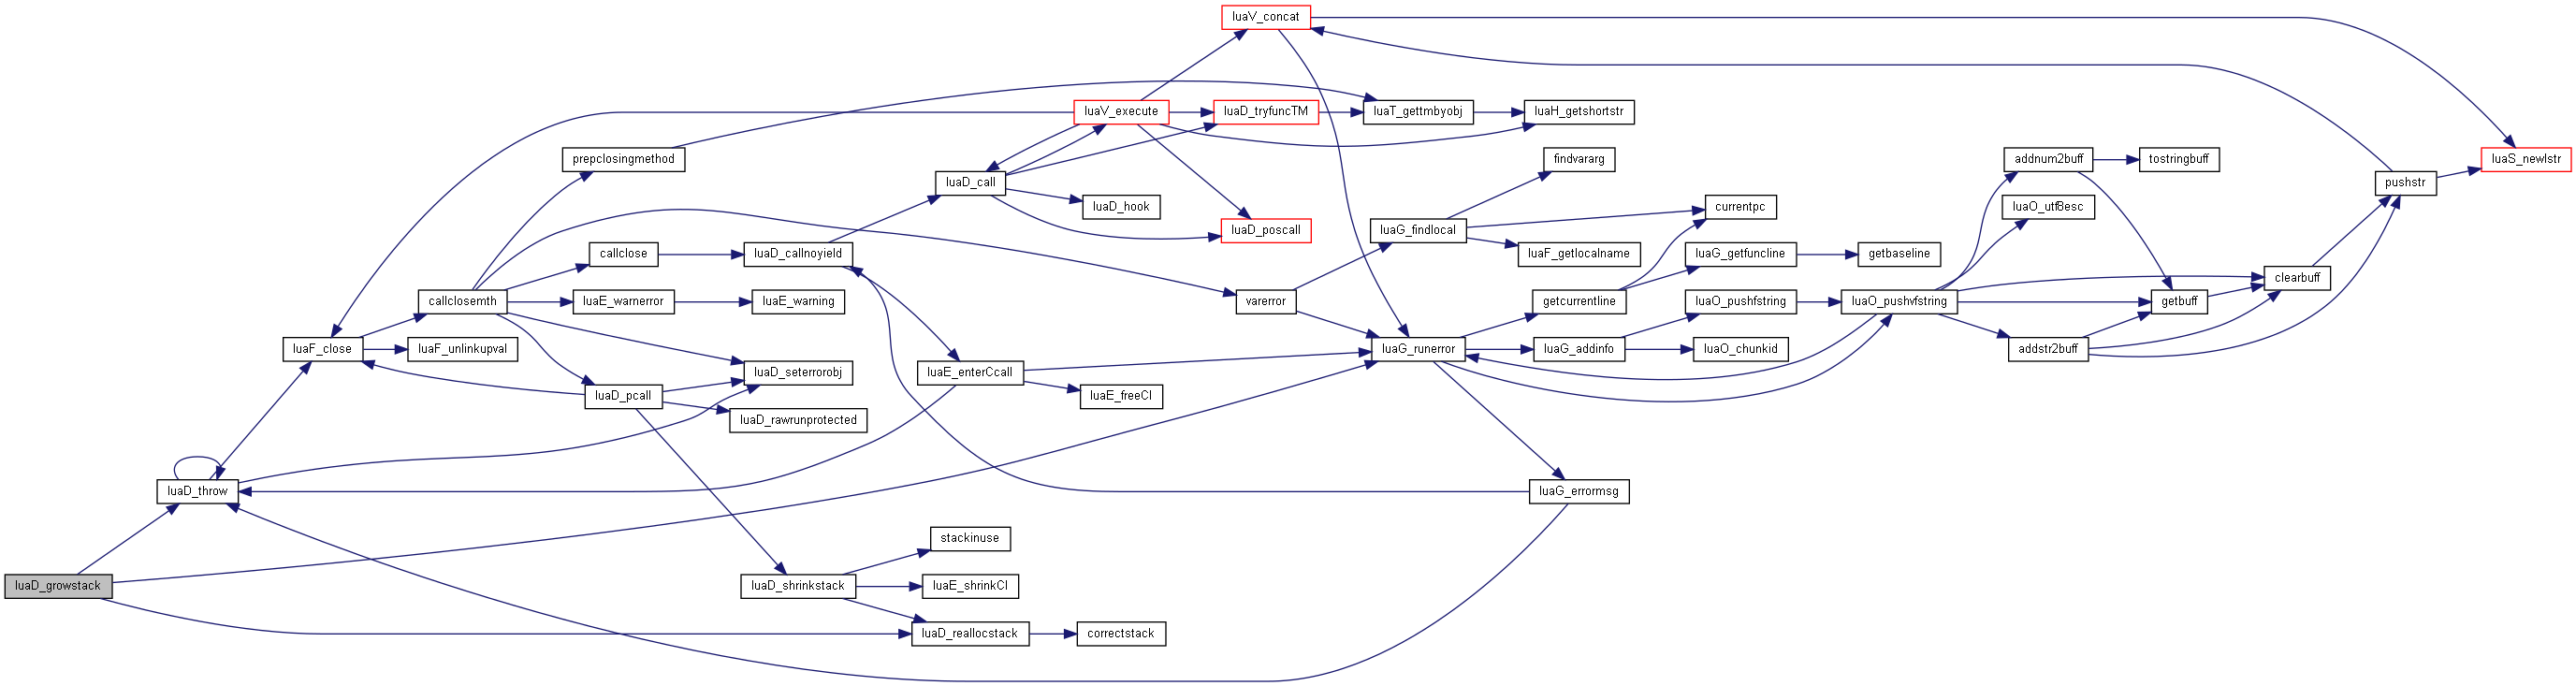 luaV_concat
luaV_execute
luaD_tryfuncTM
luaT_gettmbyobj
luaH_getshortstr
prepclosingmethod
findvararg
addnum2buff
tostringbuff
luaS_newlstr
luaD_call
pushstr
luaD_hook
currentpc
luaO_utf8esc
luaD_poscall
luaG_findlocal
callclose
luaD_callnoyield
luaF_getlocalname
luaG_getfuncline
getbaseline
clearbuff
callclosemth
luaE_warnerror
luaE_warning
varerror
getcurrentline
luaO_pushfstring
luaO_pushvfstring
getbuff
luaF_close
luaF_unlinkupval
luaG_runerror
luaG_addinfo
luaO_chunkid
addstr2buff
luaD_seterrorobj
luaE_enterCcall
luaD_pcall
luaE_freeCI
luaD_rawrunprotected
luaD_throw
luaG_errormsg
stackinuse
luaD_growstack
luaD_shrinkstack
luaE_shrinkCI
luaD_reallocstack
correctstack